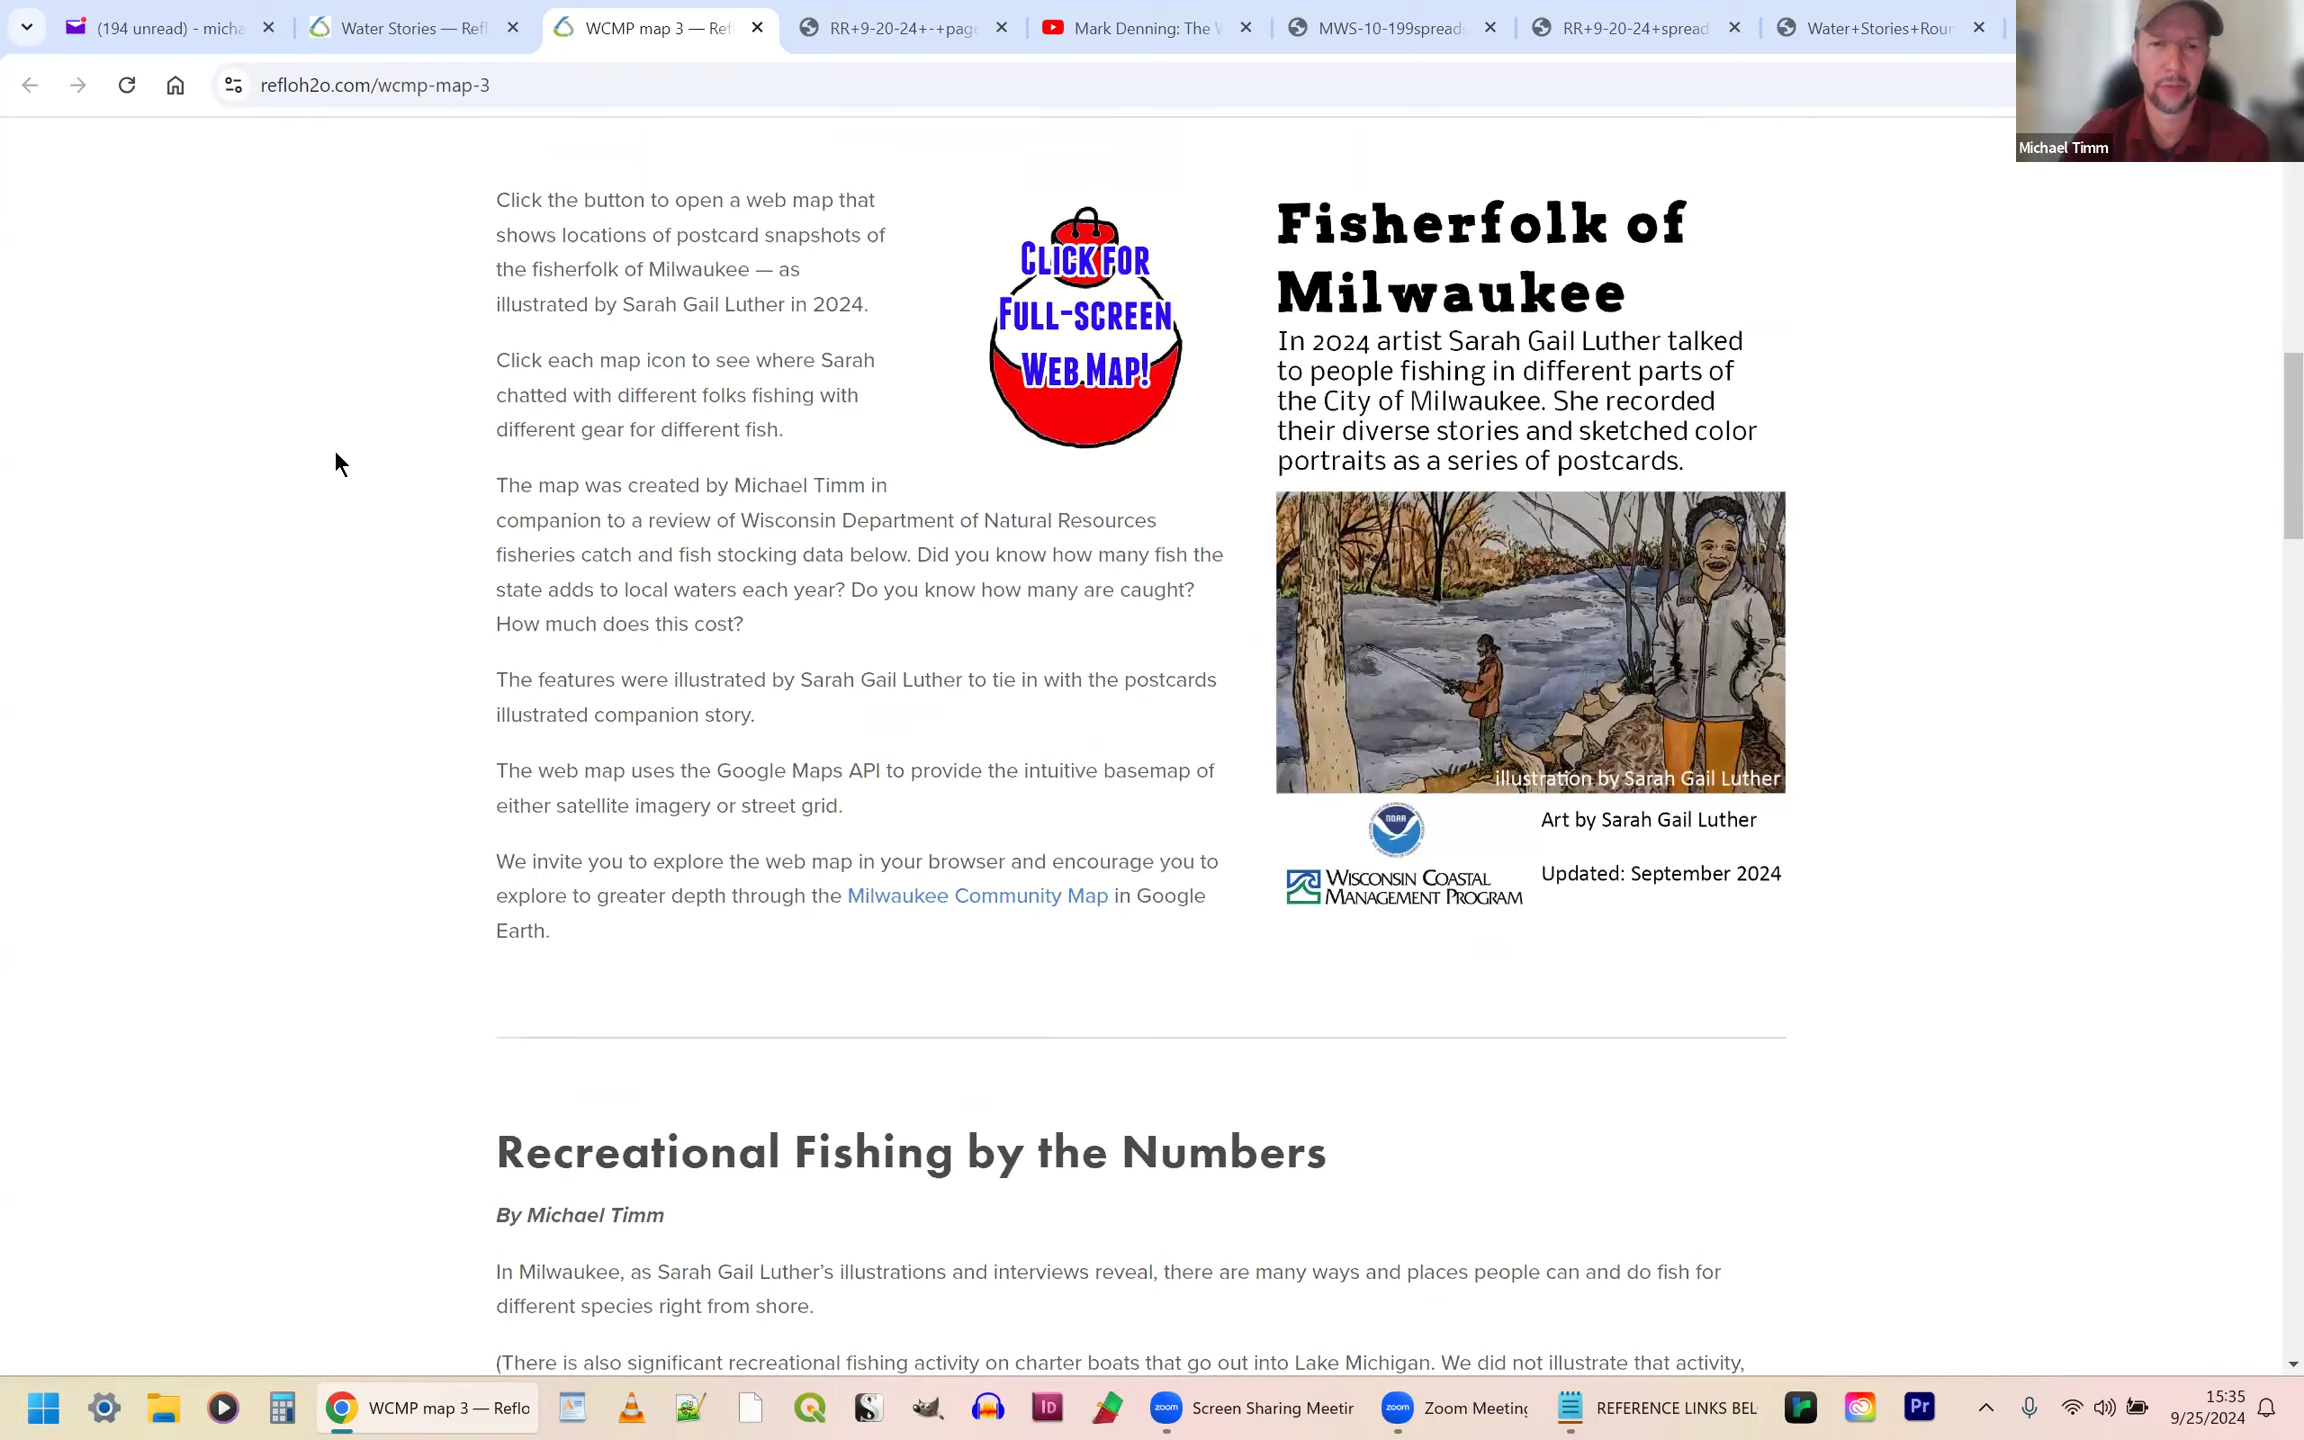 (194 unread) - micha
Water Stories — Refl
WCMP map 3 — Refl
RR+9-20-24+-+page
Mark Denning: The V
MWS-10-199spreads
RR+9-20-24+spread
Water+Stories+Roun
refloh2o.com/wcmp-map-3
Michael Timm
Click the button to open a web map that
shows locations of postcard snapshots of
the fisherfolk of Milwaukee — as
illustrated by Sarah Gail Luther in 2024.
Click each map icon to see where Sarah
chatted with different folks fishing with
different gear for different fish.
The map was created by Michael Timm in
companion to a review of Wisconsin Department of Natural Resources
fisheries catch and fish stocking data below. Did you know how many fish the
state adds to local waters each year? Do you know how many are caught?
How much does this cost?
The features were illustrated by Sarah Gail Luther to tie in with the postcards
illustrated companion story.
The web map uses the Google Maps API to provide the intuitive basemap of
either satellite imagery or street grid.
We invite you to explore the web map in your browser and encourage you to
explore to greater depth through the Milwaukee Community Map in Google
Earth.
CLICK FOR
FULL-SCREEN
WEB MAP!
Fisherfolk of
Milwaukee
In 2024 artist Sarah Gail Luther talked
to people fishing in different parts of
the City of Milwaukee. She recorded
their diverse stories and sketched color
portraits as a series of postcards.
illustration by Sarah Gail Luther
NOAA
WISCONSIN COASTAL
MANAGEMENT PROGRAM
Art by Sarah Gail Luther
Updated: September 2024
Recreational Fishing by the Numbers
By Michael Timm
In Milwaukee, as Sarah Gail Luther’s illustrations and interviews reveal, there are many ways and places people can and do fish for
different species right from shore.
(There is also significant recreational fishing activity on charter boats that go out into Lake Michigan. We did not illustrate that activity,
WCMP map 3 — Reflo
ID
zoom
Screen Sharing Meetin
zoom
Zoom Meeting
REFERENCE LINKS BEL
Pr
15:35
9/25/2024